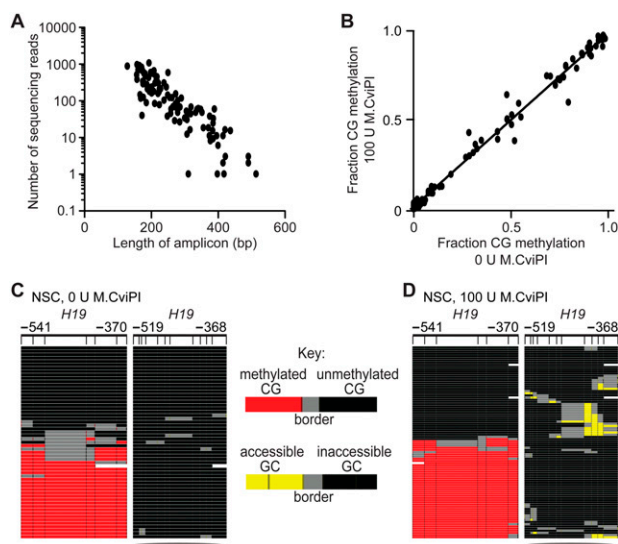 A
Number of sequencing reads
10000
1000
100
10
1
0.1
0 200 400 600
Length of amplicon (bp)
B
Fraction CG methylation
100 U M.CviPI
1.0
0.5
0
0 0.5 1.0
Fraction CG methylation
0 U M.CviPI
C NSC, 0 U M.CviPI
H19 H19
−541 −370 −519 −368
Key:
methylated unmethylated
CG CG
border
accessible inaccessible
GC GC
border
D NSC, 100 U M.CviPI
H19 H19
−541 −370 −519 −368